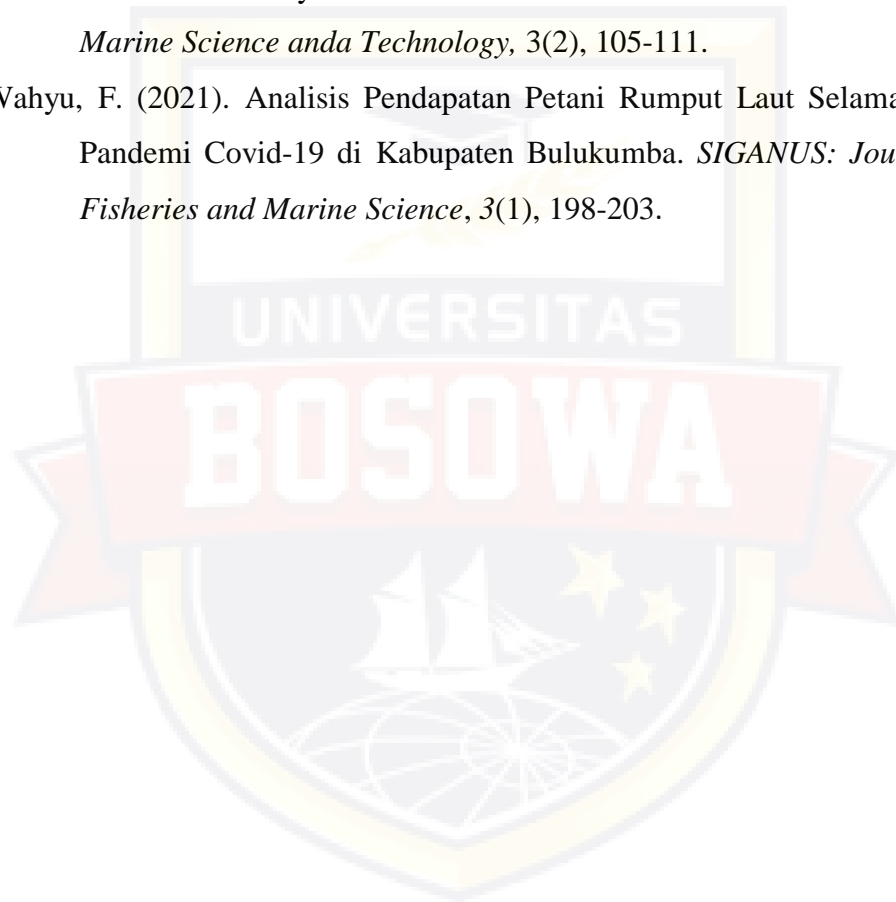 Marine Science anda Technology, 3(2), 105-111.
Wahyu, F. (2021). Analisis Pendapatan Petani Rumput Laut Selama
Pandemi Covid-19 di Kabupaten Bulukumba. SIGANUS: Jou
Fisheries and Marine Science, 3(1), 198-203.
UNIVERSITAS
BOSOWA